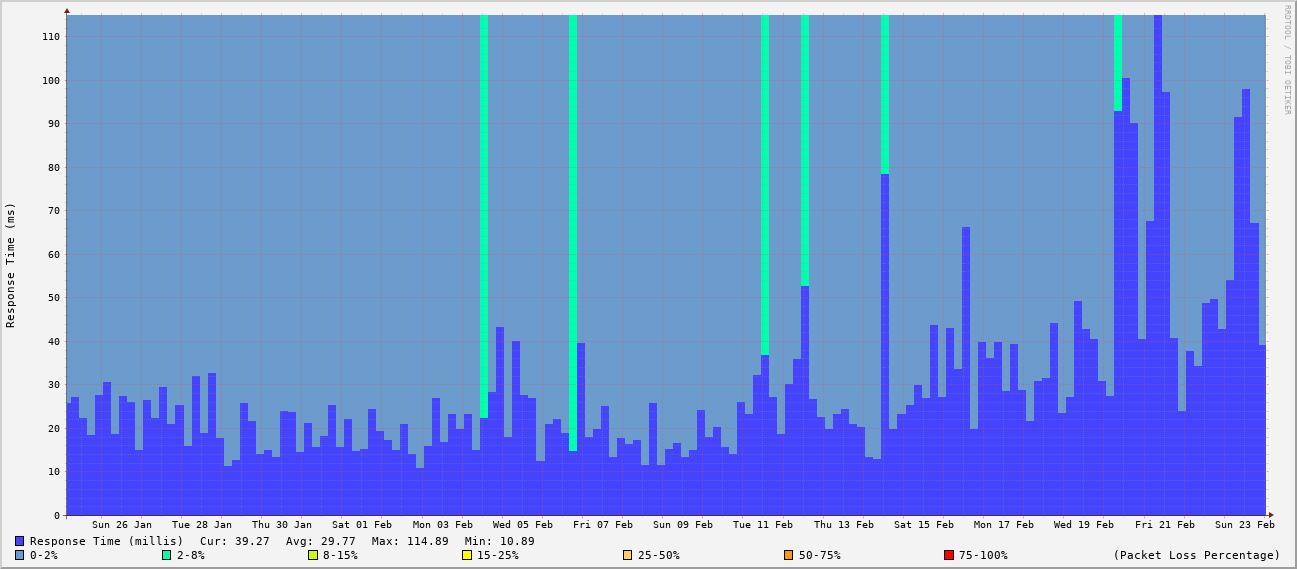 RRDTOOL / TOBI OETIKER
Response Time (ms)
110
100
90
80
70
60
50
40
30
20
10
0
Sun 26 Jan Tue 28 Jan Thu 30 Jan Sat 01 Feb Mon 03 Feb Wed 05 Feb Fri 07 Feb Sun 09 Feb Tue 11 Feb Thu 13 Feb Sat 15 Feb Mon 17 Feb Wed 19 Feb Fri 21 Feb Sun 23 Feb
Response Time (millis) Cur: 39.27 Avg: 29.77 Max: 114.89 Min: 10.89
0-2% 2-8% 8-15% 15-25% 25-50% 50-75% 75-100% (Packet Loss Percentage)